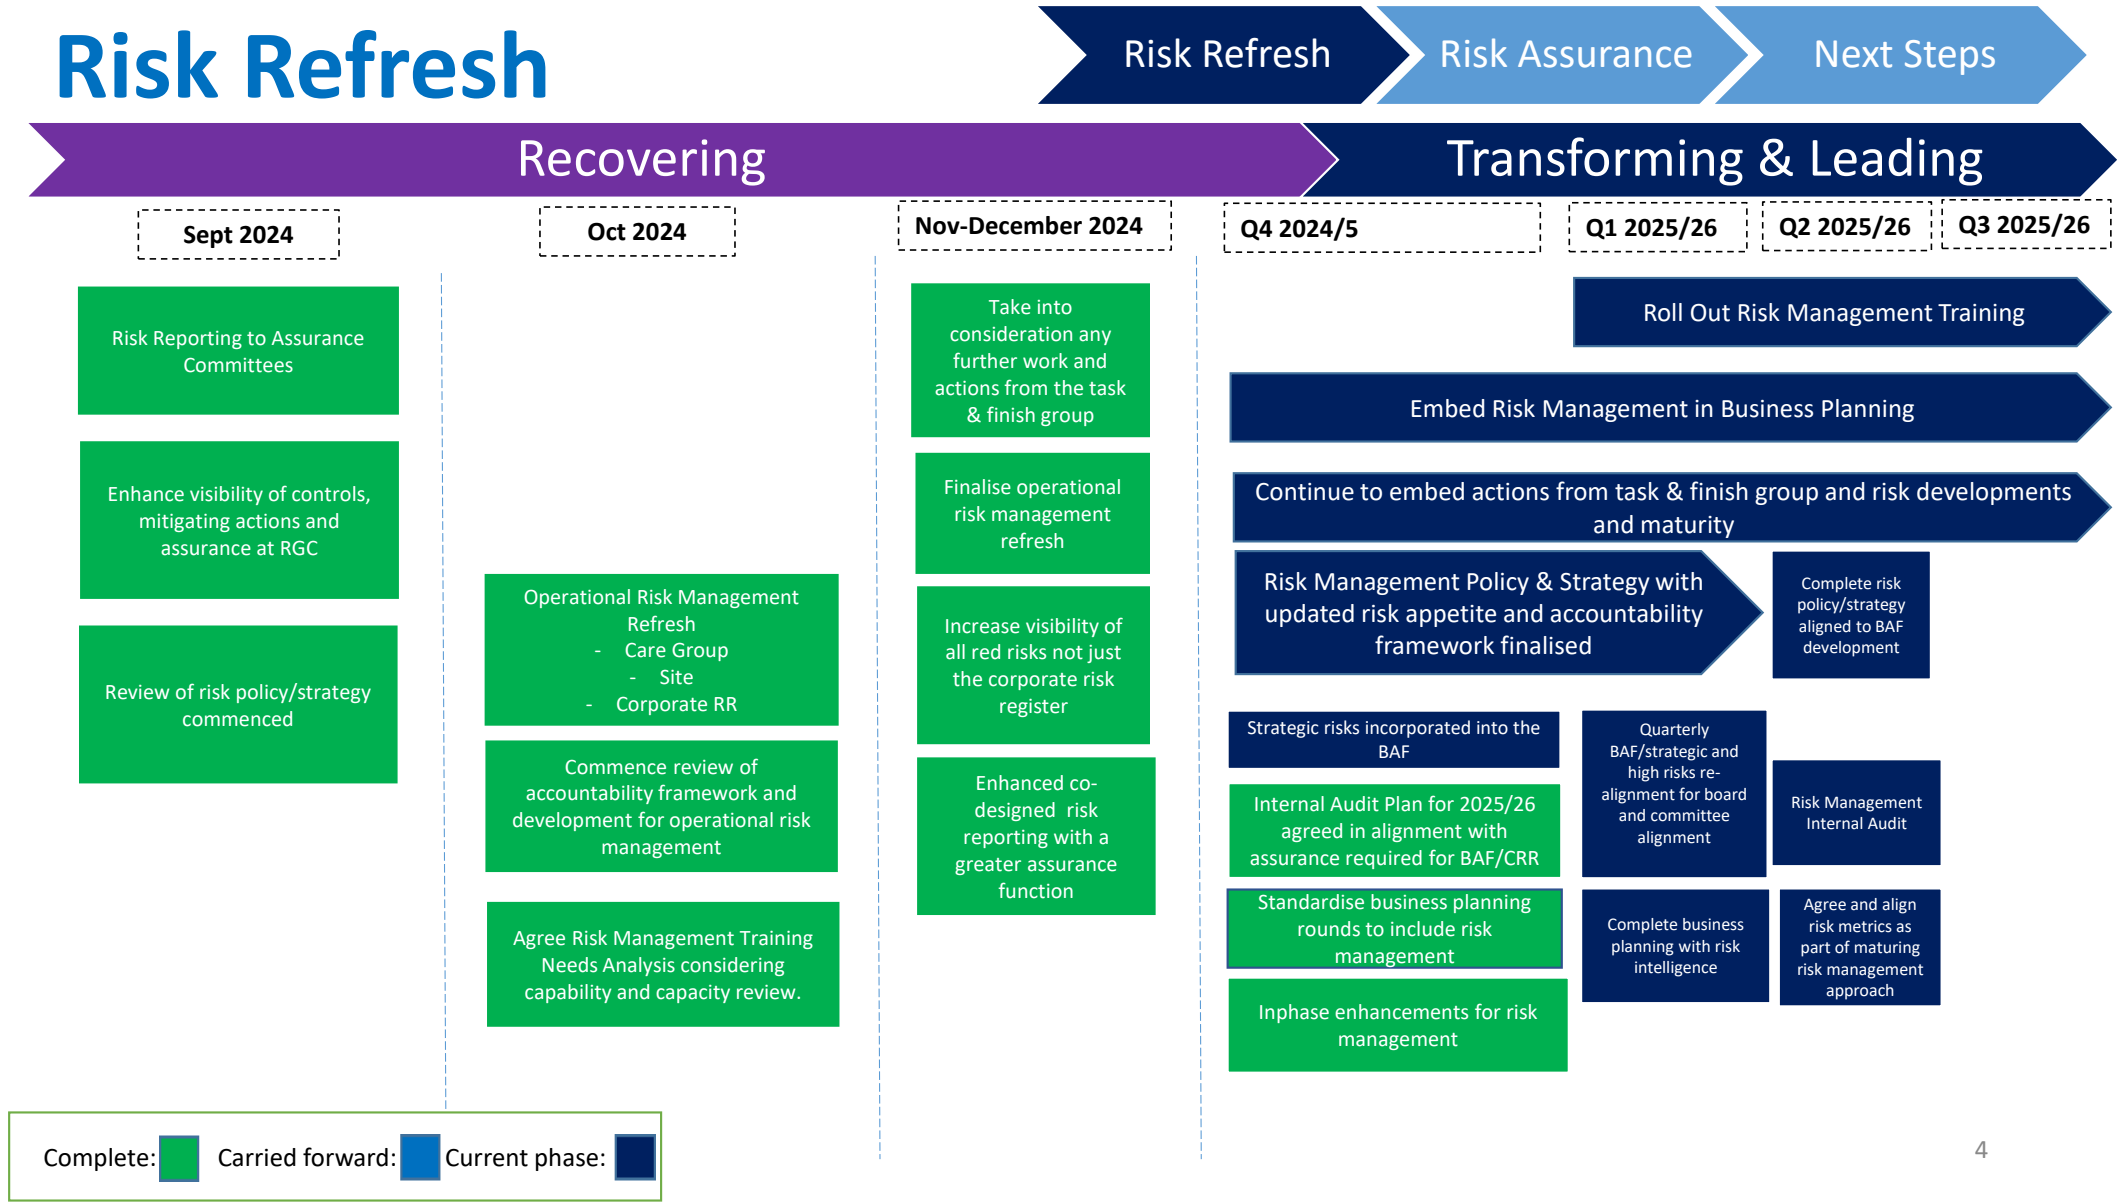 Risk Refresh
Risk Refresh
Risk Assurance
Next Steps
Recovering
Transforming & Leading
Sept 2024
Oct 2024
Nov-December 2024
Q4 2024/5
Q1 2025/26
Q2 2025/26
Q3 2025/26
Risk Reporting to Assurance
Committees
Enhance visibility of controls,
mitigating actions and
assurance at RGC
Review of risk policy/strategy
commenced
Operational Risk Management
Refresh
- Care Group
- Site
- Corporate RR
Commence review of
accountability framework and
development for operational risk
management
Agree Risk Management Training
Needs Analysis considering
capability and capacity review.
Take into
consideration any
further work and
actions from the task
& finish group
Finalise operational
risk management
refresh
Increase visibility of
all red risks not just
the corporate risk
register
Enhanced co-
designed risk
reporting with a
greater assurance
function
Roll Out Risk Management Training
Embed Risk Management in Business Planning
Continue to embed actions from task & finish group and risk developments
and maturity
Risk Management Policy & Strategy with
updated risk appetite and accountability
framework finalised
Complete risk
policy/strategy
aligned to BAF
development
Strategic risks incorporated into the
BAF
Internal Audit Plan for 2025/26
agreed in alignment with
assurance required for BAF/CRR
Standardise business planning
rounds to include risk
management
Inphase enhancements for risk
management
Quarterly
BAF/strategic and
high risks re-
alignment for board
and committee
alignment
Complete business
planning with risk
intelligence
Risk Management
Internal Audit
Agree and align
risk metrics as
part of maturing
risk management
approach
Complete:
Carried forward:
Current phase:
4